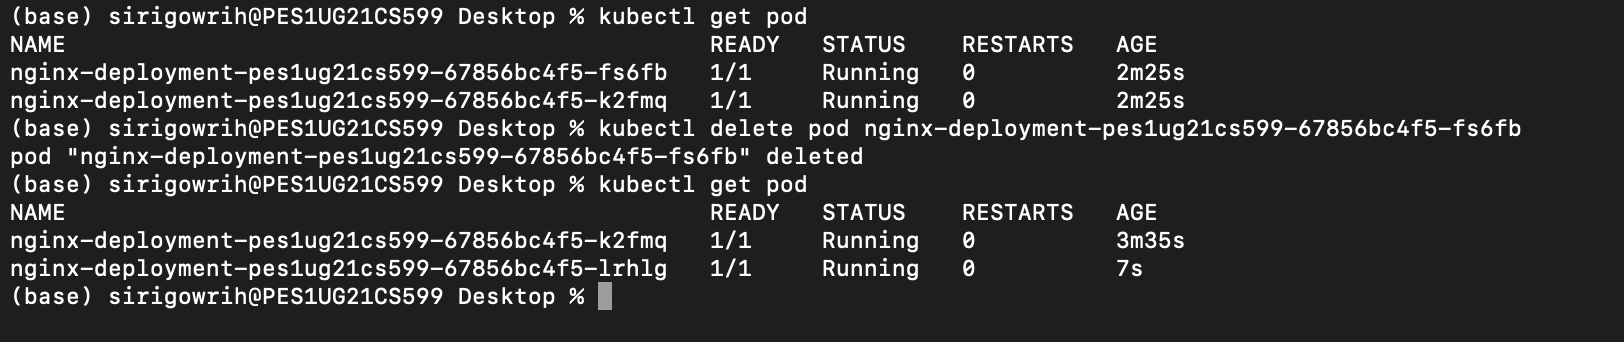 (base) sirigowrih@PES1UG21CS599 Desktop % kubectl get pod
NAME READY STATUS RESTARTS AGE
nginx-deployment-pes1ug21cs599-67856bc4f5-fs6fb 1/1 Running 0 2m25s
nginx-deployment-pes1ug21cs599-67856bc4f5-k2fmq 1/1 Running 0 2m25s
(base) sirigowrih@PES1UG21CS599 Desktop % kubectl delete pod nginx-deployment-pes1ug21cs599-67856bc4f5-fs6fb
pod "nginx-deployment-pes1ug21cs599-67856bc4f5-fs6fb" deleted
(base) sirigowrih@PES1UG21CS599 Desktop % kubectl get pod
NAME READY STATUS RESTARTS AGE
nginx-deployment-pes1ug21cs599-67856bc4f5-k2fmq 1/1 Running 0 3m35s
nginx-deployment-pes1ug21cs599-67856bc4f5-lrhlg 1/1 Running 0 7s
(base) sirigowrih@PES1UG21CS599 Desktop %